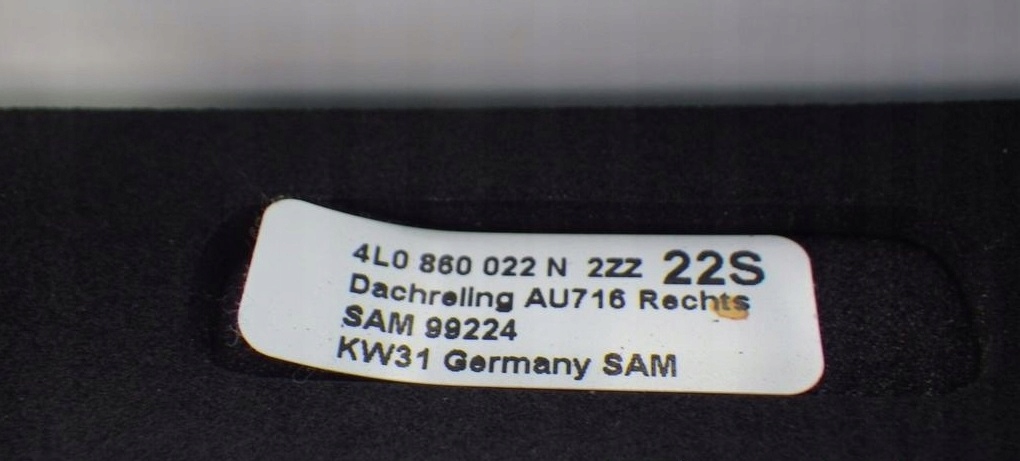 4L0 860 022 N 2ZZ 22S
Dachreling AU716 Rechts
SAM 99224
KW31 Germany SAM